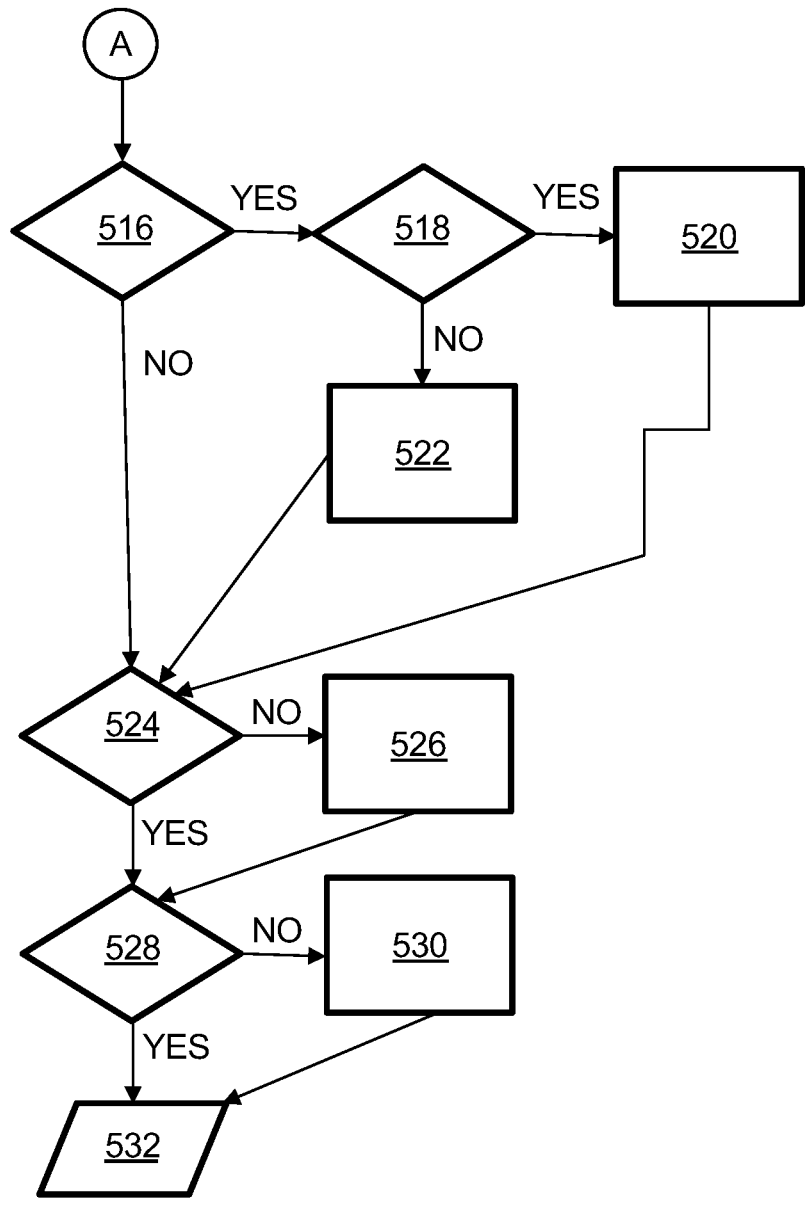 A
516
YES
518
YES
520
NO
NO
522
524
NO
526
YES
528
NO
530
YES
532